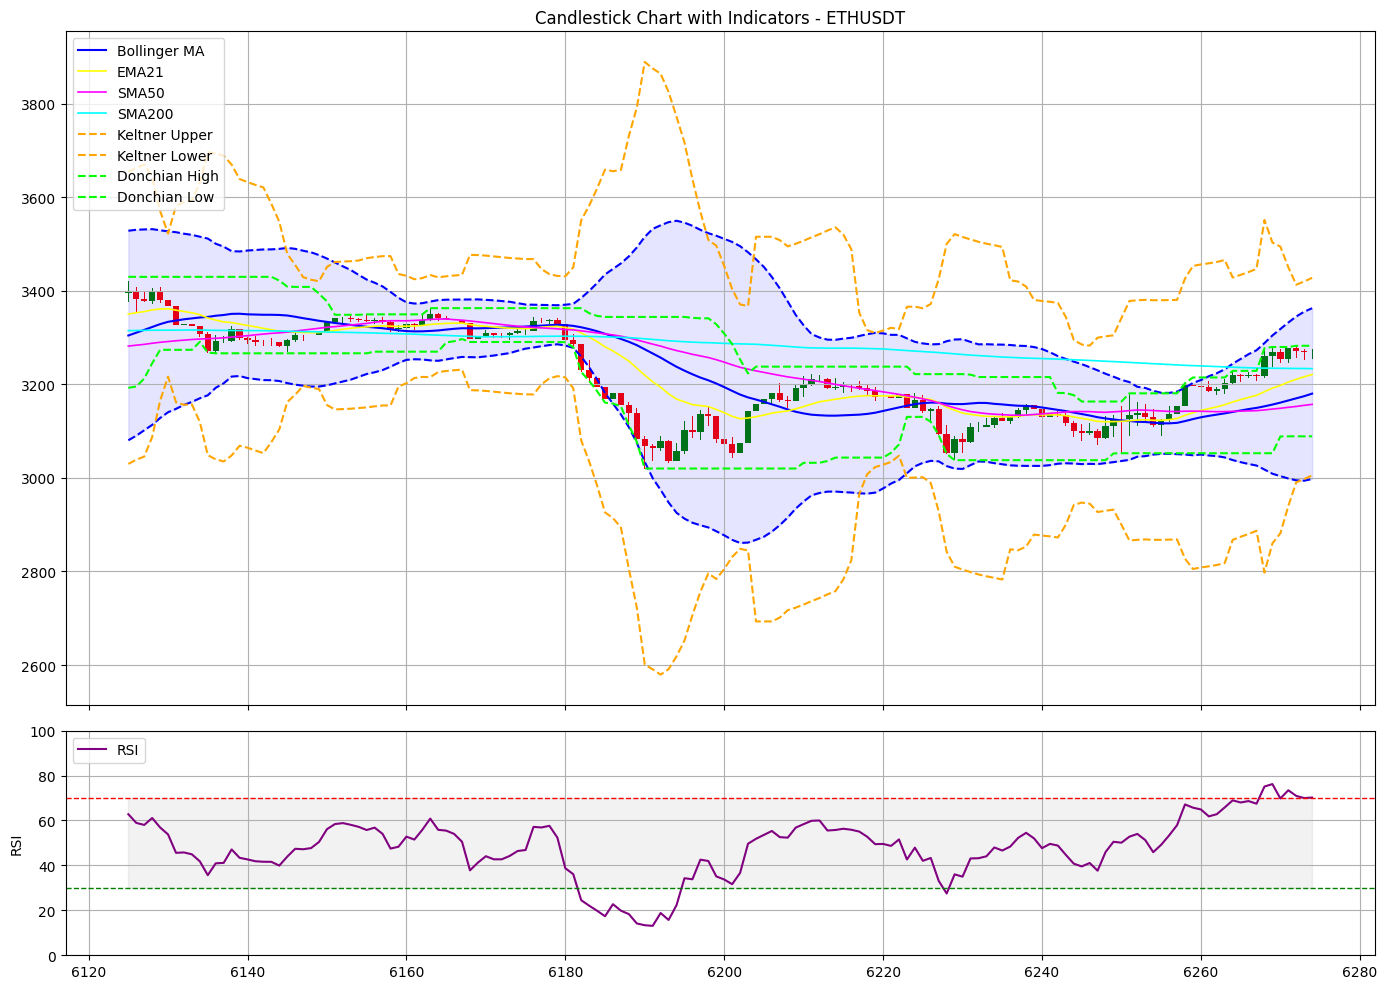 Candlestick Chart with Indicators - ETHUSDT
Bollinger MA
EMA21
SMA50
SMA200
Keltner Upper
Keltner Lower
Donchian High
Donchian Low
3800
3600
3400
3200
3000
2800
2600
RSI
100
80
60
40
20
0
RSI
6120
6140
6160
6180
6200
6220
6240
6260
6280